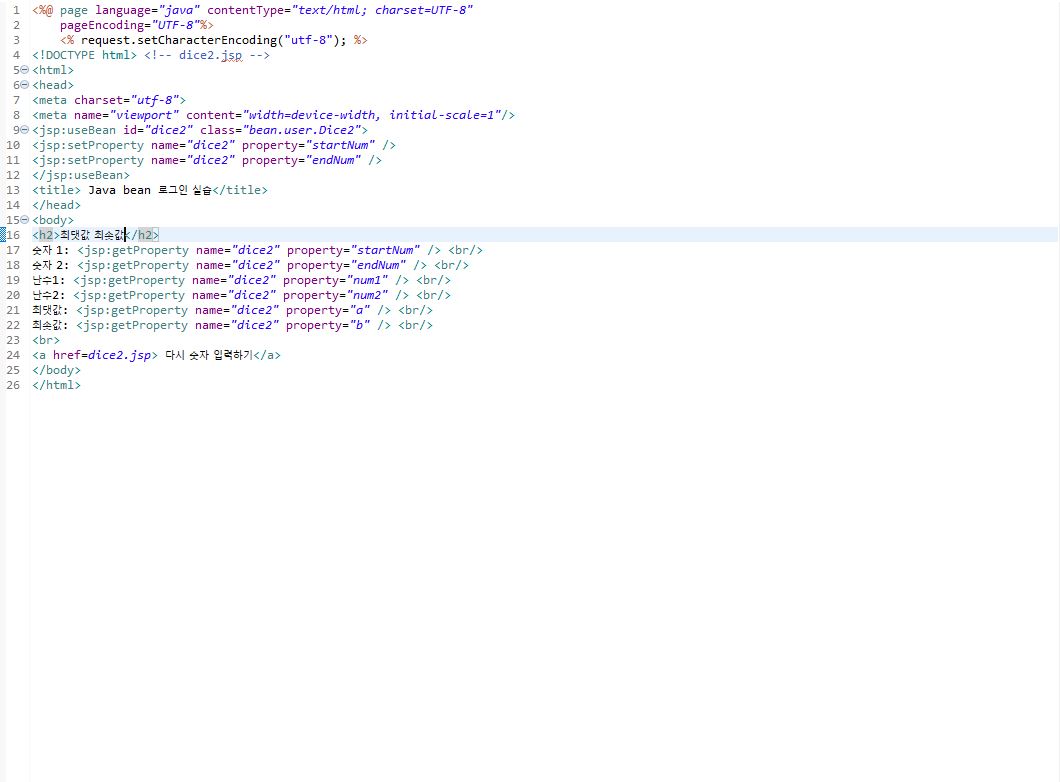 1 <%@ page language="java" contentType="text/html; charset=UTF-8"
2 pageEncoding="UTF-8"%>
3 <% request.setCharacterEncoding("utf-8"); %>
4 <!DOCTYPE html> <!-- dice2.jsp -->
5 <html>
6 <head>
7 <meta charset="utf-8">
8 <meta name="viewport" content="width=device-width, initial-scale=1"/>
9 <jsp:useBean id="dice2" class="bean.user.Dice2">
10 <jsp:setProperty name="dice2" property="startNum" />
11 <jsp:setProperty name="dice2" property="endNum" />
12 </jsp:useBean>
13 <title> Java bean 로그인 실습</title>
14 </head>
15 <body>
16 <h2>최댓값 최솟값</h2>
17 숫자 1: <jsp:getProperty name="dice2" property="startNum" /> <br/>
18 숫자 2: <jsp:getProperty name="dice2" property="endNum" /> <br/>
19 난수1: <jsp:getProperty name="dice2" property="num1" /> <br/>
20 난수2: <jsp:getProperty name="dice2" property="num2" /> <br/>
21 최댓값: <jsp:getProperty name="dice2" property="a" /> <br/>
22 최솟값: <jsp:getProperty name="dice2" property="b" /> <br/>
23 <br>
24 <a href=dice2.jsp> 다시 숫자 입력하기</a>
25 </body>
26 </html>